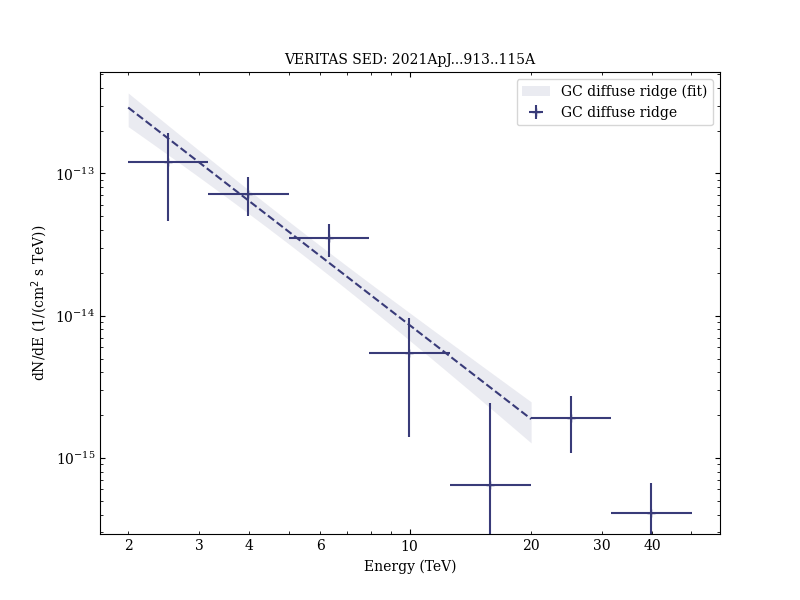 VERITAS SED: 2021ApJ...913..115A
GC diffuse ridge (fit)
GC diffuse ridge
dN/dE (1/(cm² s TeV))
10⁻¹³
10⁻¹⁴
10⁻¹⁵
2 3 4 6 10 20 30 40
Energy (TeV)